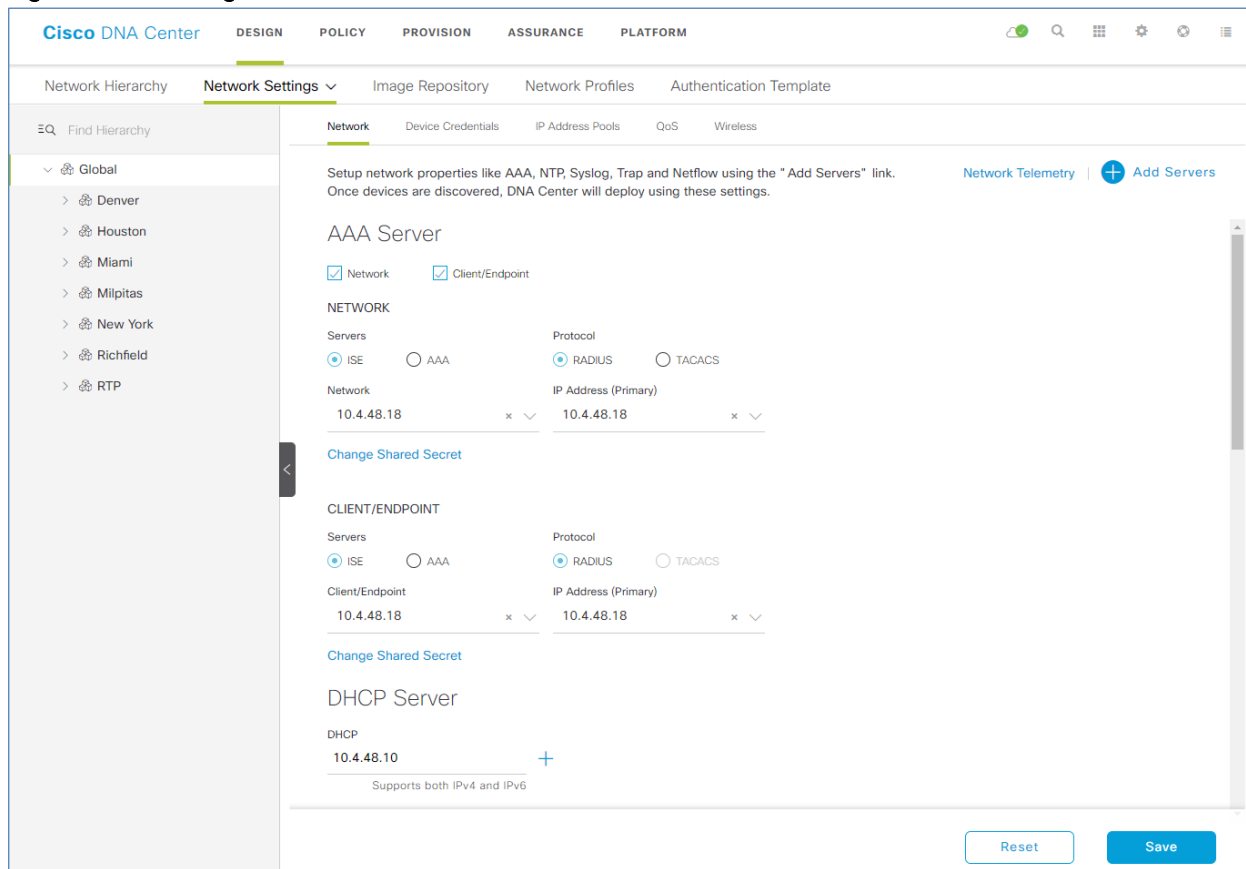 Cisco DNA Center DESIGN POLICY PROVISION ASSURANCE PLATFORM
Network Hierarchy Network Settings Image Repository Network Profiles Authentication Template
Find Hierarchy
Global
Denver
Houston
Miami
Milpitas
New York
Richfield
RTP
Network Device Credentials IP Address Pools QoS Wireless
Setup network properties like AAA, NTP, Syslog, Trap and Netflow using the "Add Servers" link.
Once devices are discovered, DNA Center will deploy using these settings.
Network Telemetry | Add Servers
AAA Server
Network Client/Endpoint
NETWORK
Servers Protocol
ISE AAA RADIUS TACACS
Network IP Address (Primary)
10.4.48.18 10.4.48.18
Change Shared Secret
CLIENT/ENDPOINT
Servers Protocol
ISE AAA RADIUS TACACS
Client/Endpoint IP Address (Primary)
10.4.48.18 10.4.48.18
Change Shared Secret
DHCP Server
DHCP
10.4.48.10
Supports both IPv4 and IPv6
Reset Save